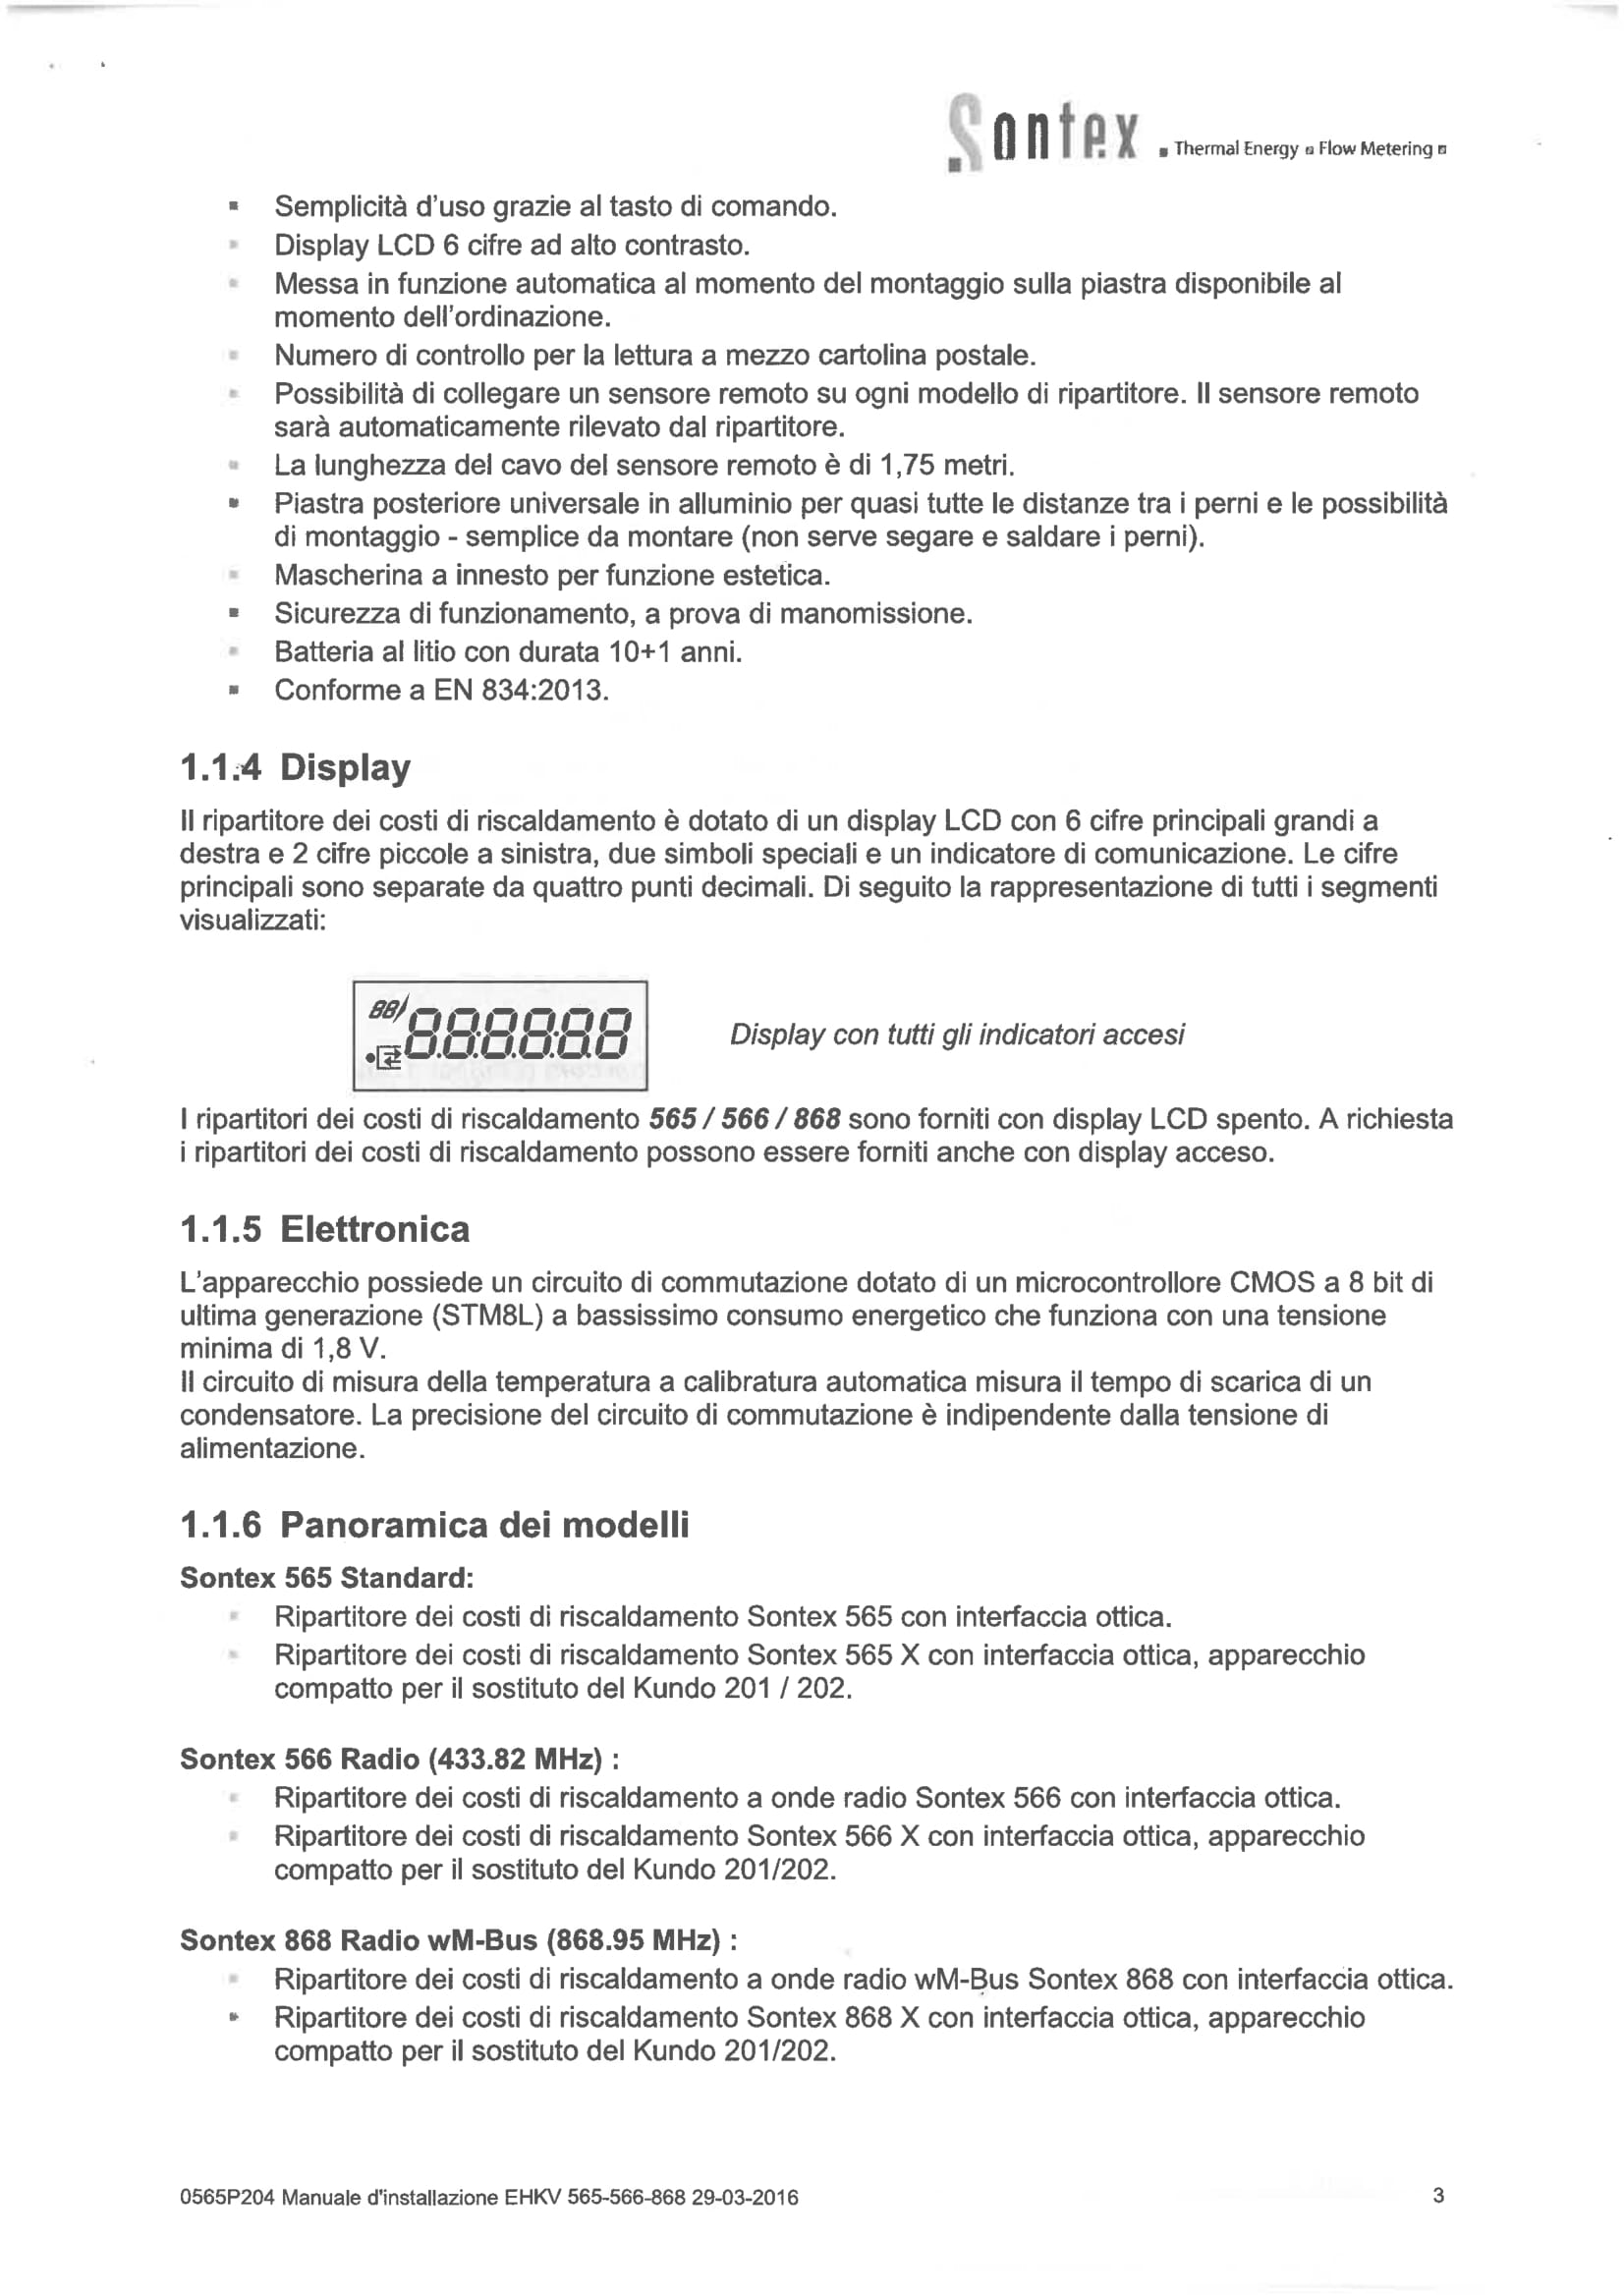 Sontex . Thermal Energy ▫ Flow Metering ▫
▪ Semplicità d'uso grazie al tasto di comando.
▪ Display LCD 6 cifre ad alto contrasto.
▪ Messa in funzione automatica al momento del montaggio sulla piastra disponibile al
momento dell'ordinazione.
▪ Numero di controllo per la lettura a mezzo cartolina postale.
▪ Possibilità di collegare un sensore remoto su ogni modello di ripartitore. Il sensore remoto
sarà automaticamente rilevato dal ripartitore.
▪ La lunghezza del cavo del sensore remoto è di 1,75 metri.
▪ Piastra posteriore universale in alluminio per quasi tutte le distanze tra i perni e le possibilità
di montaggio - semplice da montare (non serve segare e saldare i perni).
▪ Mascherina a innesto per funzione estetica.
▪ Sicurezza di funzionamento, a prova di manomissione.
▪ Batteria al litio con durata 10+1 anni.
▪ Conforme a EN 834:2013.
1.1.4 Display
Il ripartitore dei costi di riscaldamento è dotato di un display LCD con 6 cifre principali grandi a
destra e 2 cifre piccole a sinistra, due simboli speciali e un indicatore di comunicazione. Le cifre
principali sono separate da quattro punti decimali. Di seguito la rappresentazione di tutti i segmenti
visualizzati:
88/ 8.8.8.8.8.8
Display con tutti gli indicatori accesi
I ripartitori dei costi di riscaldamento 565 / 566 / 868 sono forniti con display LCD spento. A richiesta
i ripartitori dei costi di riscaldamento possono essere forniti anche con display acceso.
1.1.5 Elettronica
L'apparecchio possiede un circuito di commutazione dotato di un microcontrollore CMOS a 8 bit di
ultima generazione (STM8L) a bassissimo consumo energetico che funziona con una tensione
minima di 1,8 V.
Il circuito di misura della temperatura a calibratura automatica misura il tempo di scarica di un
condensatore. La precisione del circuito di commutazione è indipendente dalla tensione di
alimentazione.
1.1.6 Panoramica dei modelli
Sontex 565 Standard:
▪ Ripartitore dei costi di riscaldamento Sontex 565 con interfaccia ottica.
▪ Ripartitore dei costi di riscaldamento Sontex 565 X con interfaccia ottica, apparecchio
compatto per il sostituto del Kundo 201 / 202.
Sontex 566 Radio (433.82 MHz) :
▪ Ripartitore dei costi di riscaldamento a onde radio Sontex 566 con interfaccia ottica.
▪ Ripartitore dei costi di riscaldamento Sontex 566 X con interfaccia ottica, apparecchio
compatto per il sostituto del Kundo 201/202.
Sontex 868 Radio wM-Bus (868.95 MHz) :
▪ Ripartitore dei costi di riscaldamento a onde radio wM-Bus Sontex 868 con interfaccia ottica.
▪ Ripartitore dei costi di riscaldamento Sontex 868 X con interfaccia ottica, apparecchio
compatto per il sostituto del Kundo 201/202.
0565P204 Manuale d'installazione EHKV 565-566-868 29-03-2016 3